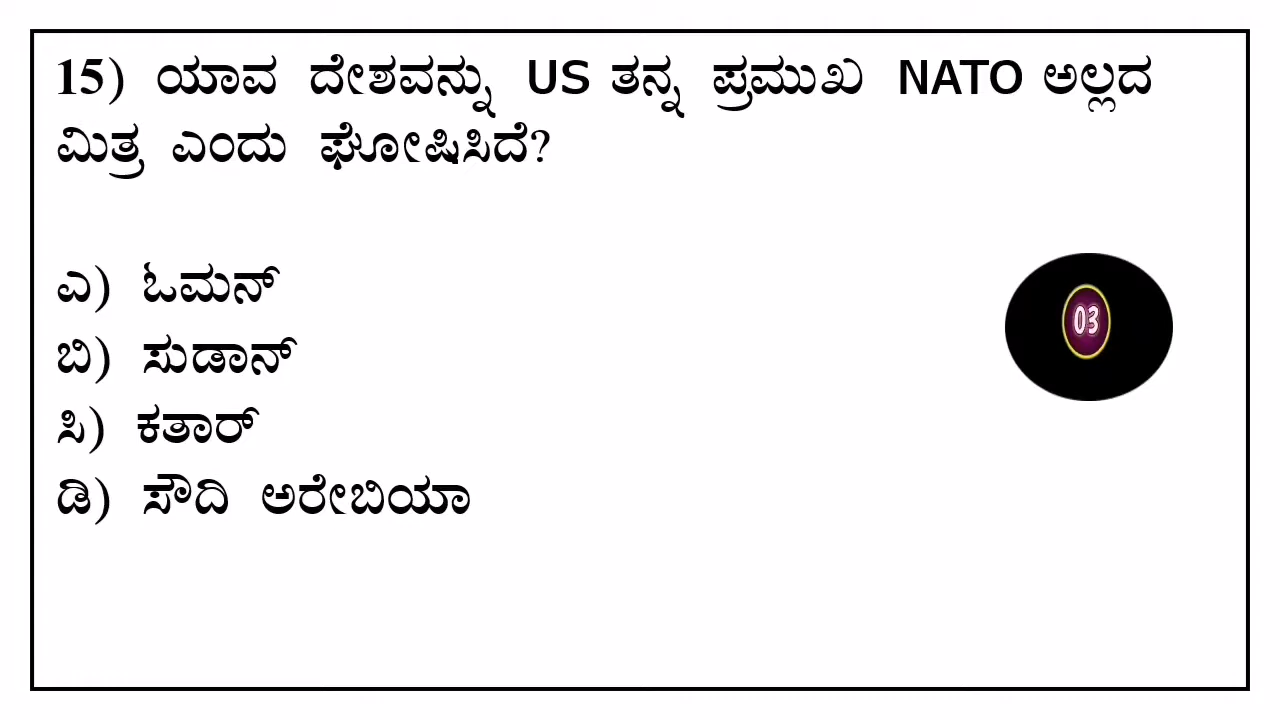 15) ಯಾವ ದೇಶವನ್ನು US ತನ್ನ ಪ್ರಮುಖ NATO ಅಲ್ಲದ
ಮಿತ್ರ ಎಂದು ಘೋಷಿಸಿದೆ?
ಎ) ಓಮನ್
ಬಿ) ಸುಡಾನ್
03
ಸಿ) ಕತಾರ್
ಡಿ) ಸೌದಿ ಅರೇಬಿಯಾ